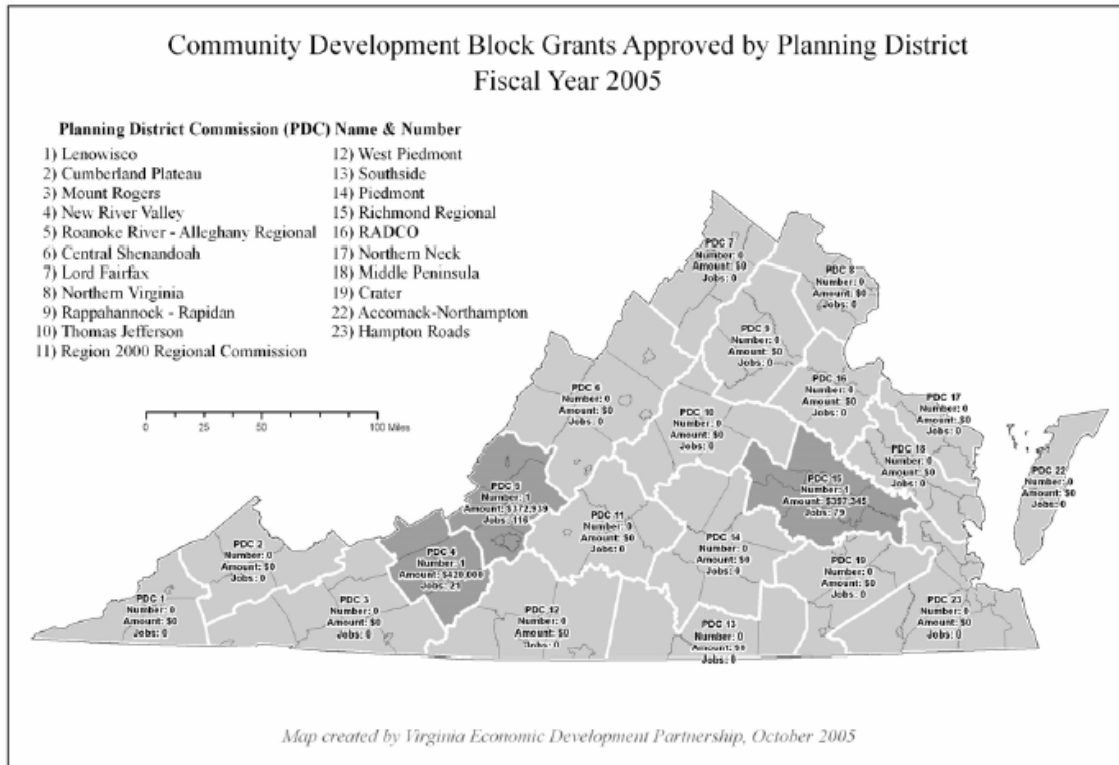 Community Development Block Grants Approved by Planning District
Fiscal Year 2005
Planning District Commission (PDC) Name & Number
1) Lenowisco
2) Cumberland Plateau
3) Mount Rogers
4) New River Valley
5) Roanoke River - Alleghany Regional
6) Central Shenandoah
7) Lord Fairfax
8) Northern Virginia
9) Rappahannock - Rapidan
10) Thomas Jefferson
11) Region 2000 Regional Commission
12) West Piedmont
13) Southside
14) Piedmont
15) Richmond Regional
16) RADCO
17) Northern Neck
18) Middle Peninsula
19) Crater
22) Accomack-Northampton
23) Hampton Roads
0 25 50 100 Miles
PDC 7
Number: 0
Amount: $0
Jobs: 0
PDC 8
Number: 0
Amount: $0
Jobs: 0
PDC 9
Number: 0
Amount: $0
Jobs: 0
PDC 6
Number: 0
Amount: $0
Jobs: 0
PDC 16
Number: 0
Amount: $0
Jobs: 0
PDC 10
Number: 0
Amount: $0
Jobs: 0
PDC 17
Number: 0
Amount: $0
Jobs: 0
PDC 18
Number: 0
Amount: $0
Jobs: 0
PDC 22
Number: 0
Amount: $0
Jobs: 0
PDC 5
Number: 1
Amount: $372,939
Jobs: 116
PDC 15
Number: 1
Jobs: 79
PDC 11
Number: 0
Amount: $0
Jobs: 0
PDC 14
Number: 0
Amount: $0
Jobs: 0
PDC 2
Number: 0
Amount: $0
Jobs: 0
PDC 4
Number: 1
Amount: $420,000
Jobs: 21
PDC 19
Number: 0
Amount: $0
Jobs: 0
PDC 1
Number: 0
Amount: $0
Jobs: 0
PDC 3
Number: 0
Amount: $0
Jobs: 0
PDC 12
Number: 0
Amount: $0
Jobs: 0
PDC 13
Number: 0
Amount: $0
Jobs: 0
PDC 23
Number: 0
Amount: $0
Jobs: 0
Map created by Virginia Economic Development Partnership, October 2005